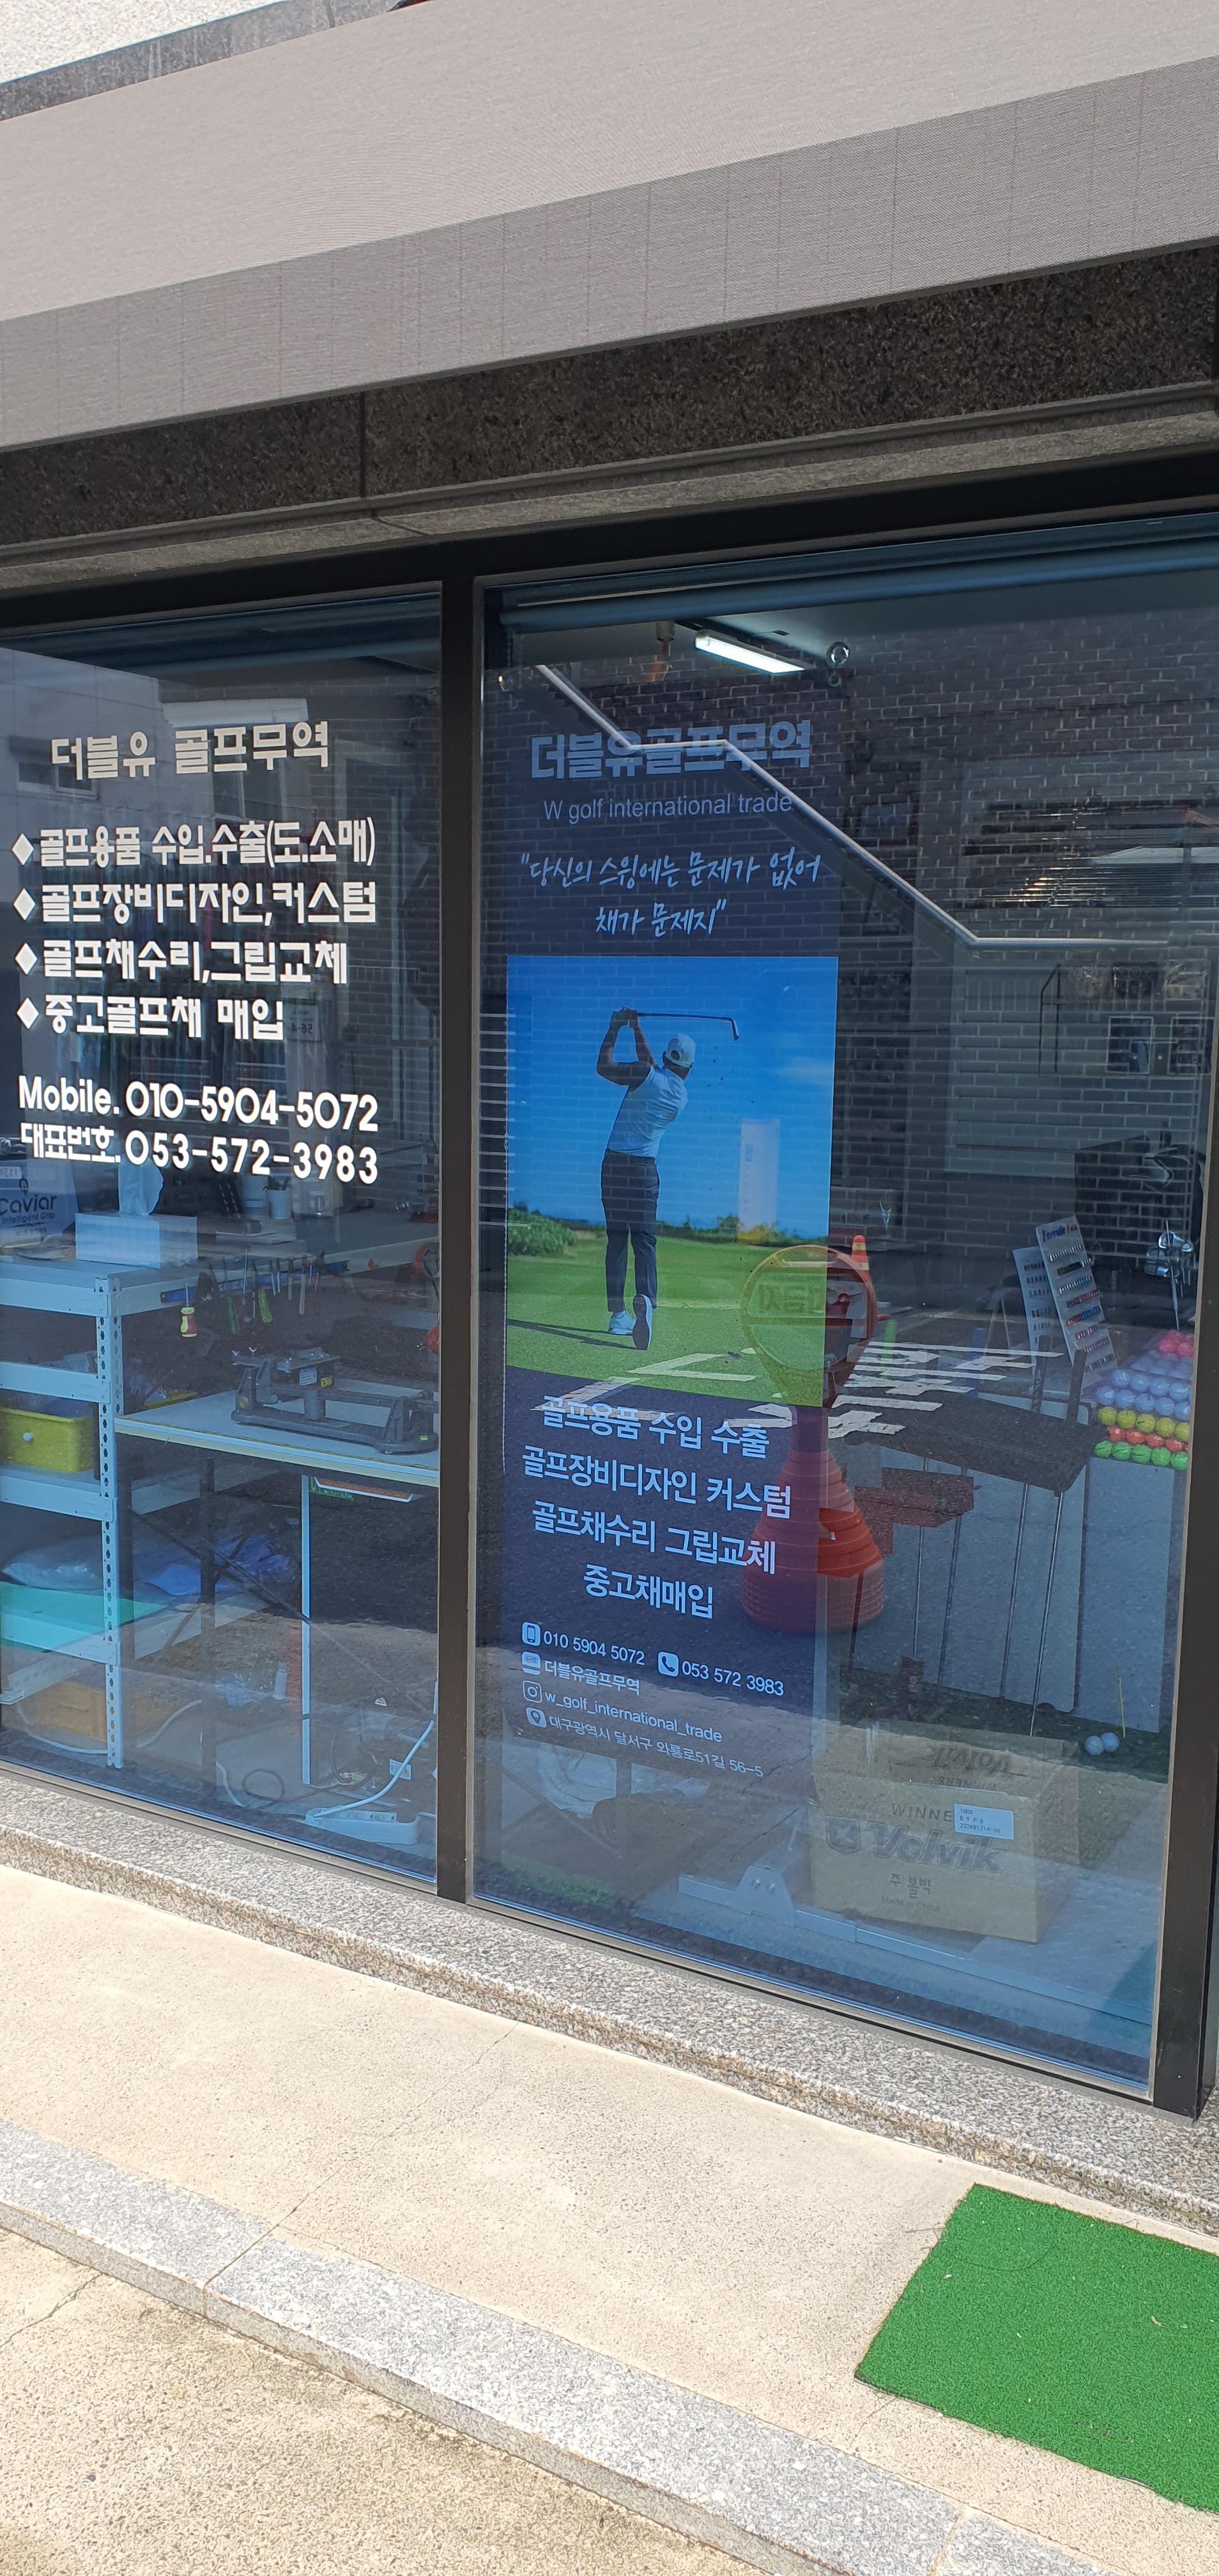 더블유 골프무역
◆골프용품 수입.수출(도.소매)
◆골프장비디자인,커스텀
◆골프채수리,그립교체
◆중고골프채 매입
Mobile. 010-5904-5072
대표번호. 053-572-3983
Caviar
더블유골프무역
W golf international trade
"당신의 스윙에는 문제가 없어
채가 문제지"
골프용품 수입 수출
골프장비디자인 커스텀
골프채수리 그립교체
중고채매입
010 5904 5072 053 572 3983
더블유골프무역
w_golf_international_trade
대구광역시 달서구 와룡로51길 56-5
Volvik
WINNE
Volvik
주 볼빅